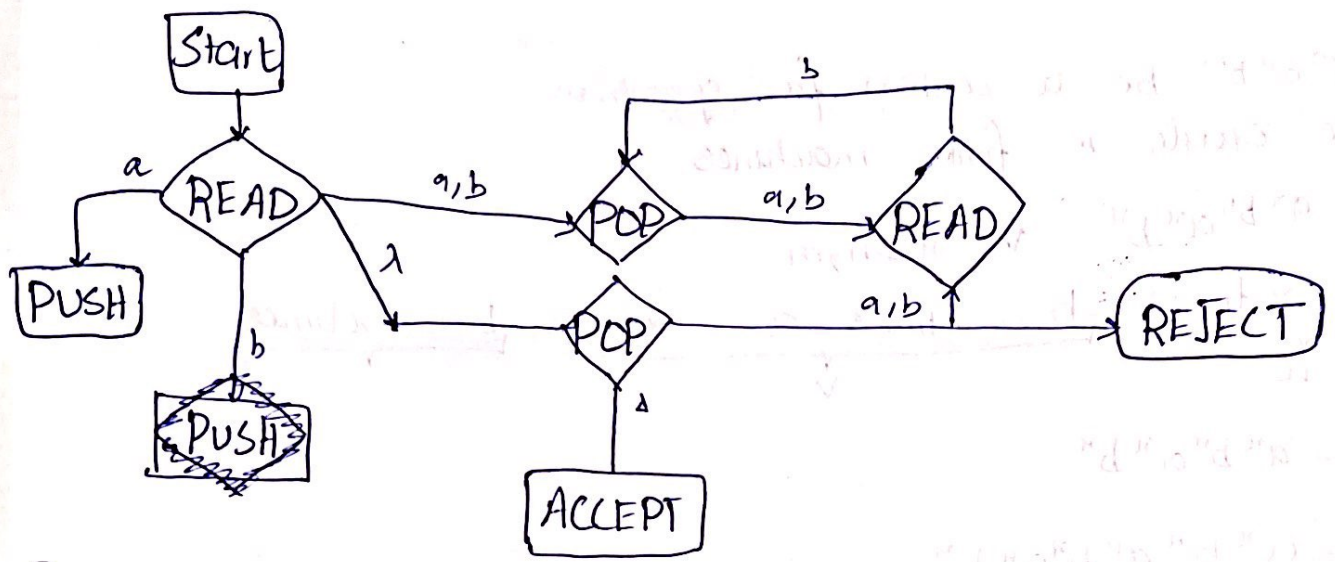 Start
b
a
READ
a,b
POP
a,b
READ
λ
PUSH
POP
a,b
REJECT
b
PUSH
Δ
ACCEPT